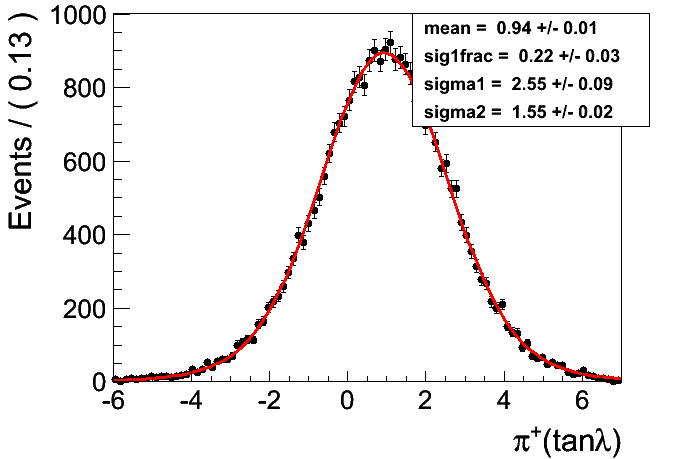 Events / ( 0.13 )
1000
800
600
400
200
0
mean = 0.94 +/- 0.01
sig1frac = 0.22 +/- 0.03
sigma1 = 2.55 +/- 0.09
sigma2 = 1.55 +/- 0.02
-6 -4 -2 0 2 4 6
π⁺(tanλ)